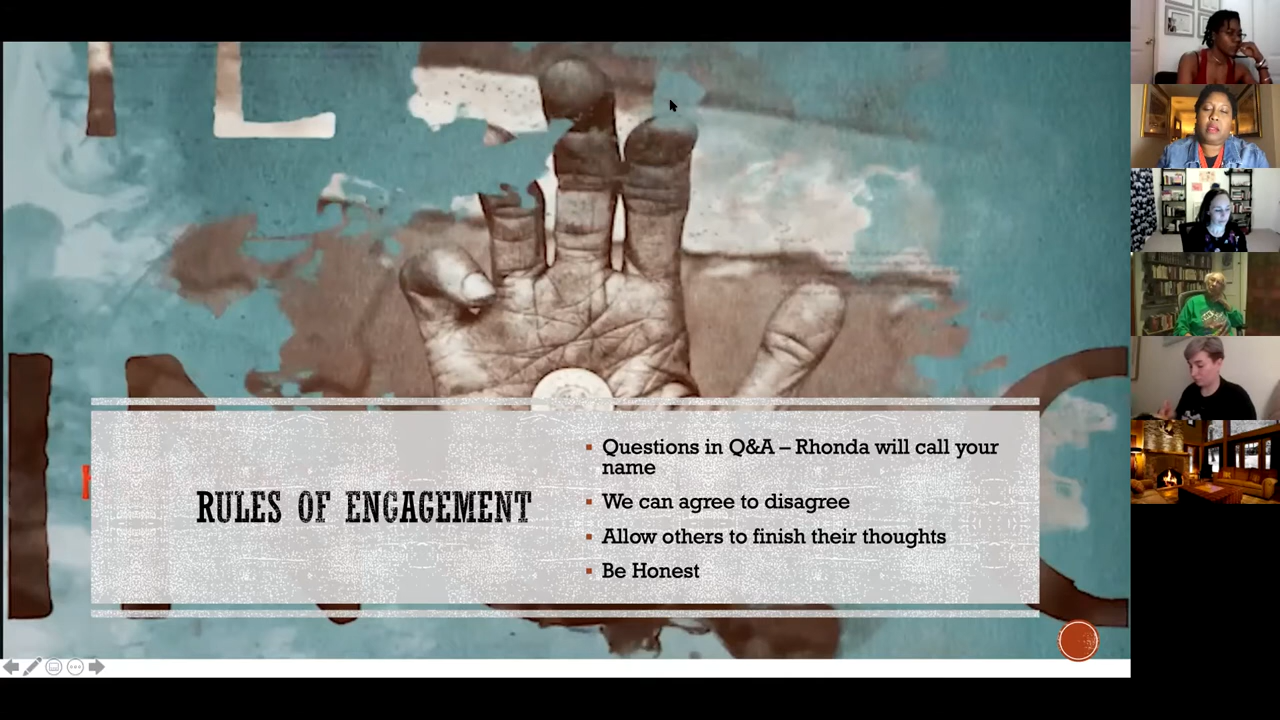 RULES OF ENGAGEMENT
Questions in Q&A – Rhonda will call your
name
We can agree to disagree
Allow others to finish their thoughts
Be Honest